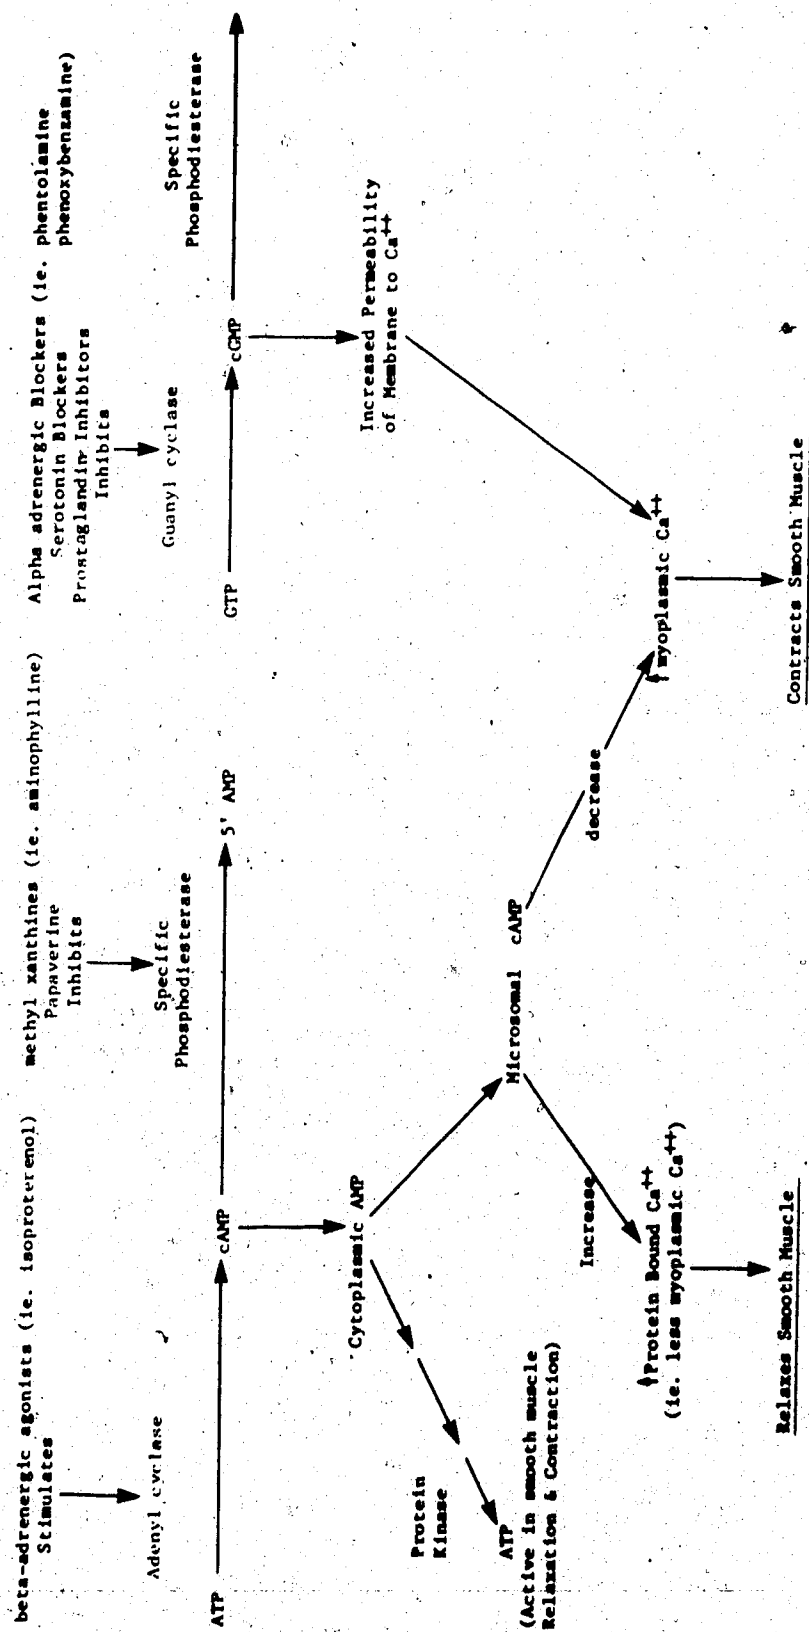 beta-adrenergic agonists (ie. isoproterenol)
Stimulates
Adenyl cyclase
methyl xanthines (ie. aminophylline)
Papaverine
Inhibits
Specific
Phosphodiesterase
Alpha adrenergic Blockers (ie. phentolamine
phenoxybenzamine)
Serotonin Blockers
Prostaglandin Inhibitors
Inhibits
Guanyl cyclase
Specific
Phosphodiesterase
ATP
cAMP
5' AMP
GTP
cGMP
Cytoplasmic AMP
Increased Permeability
of Membrane to Ca++
Protein
Kinase
ATP
(Active in smooth muscle
Relaxation & Contraction)
Microsomal cAMP
Increase
decrease
↑Protein Bound Ca++
(ie. less myoplasmic Ca++)
↑myoplasmic Ca++
Relaxes Smooth Muscle
Contracts Smooth Muscle